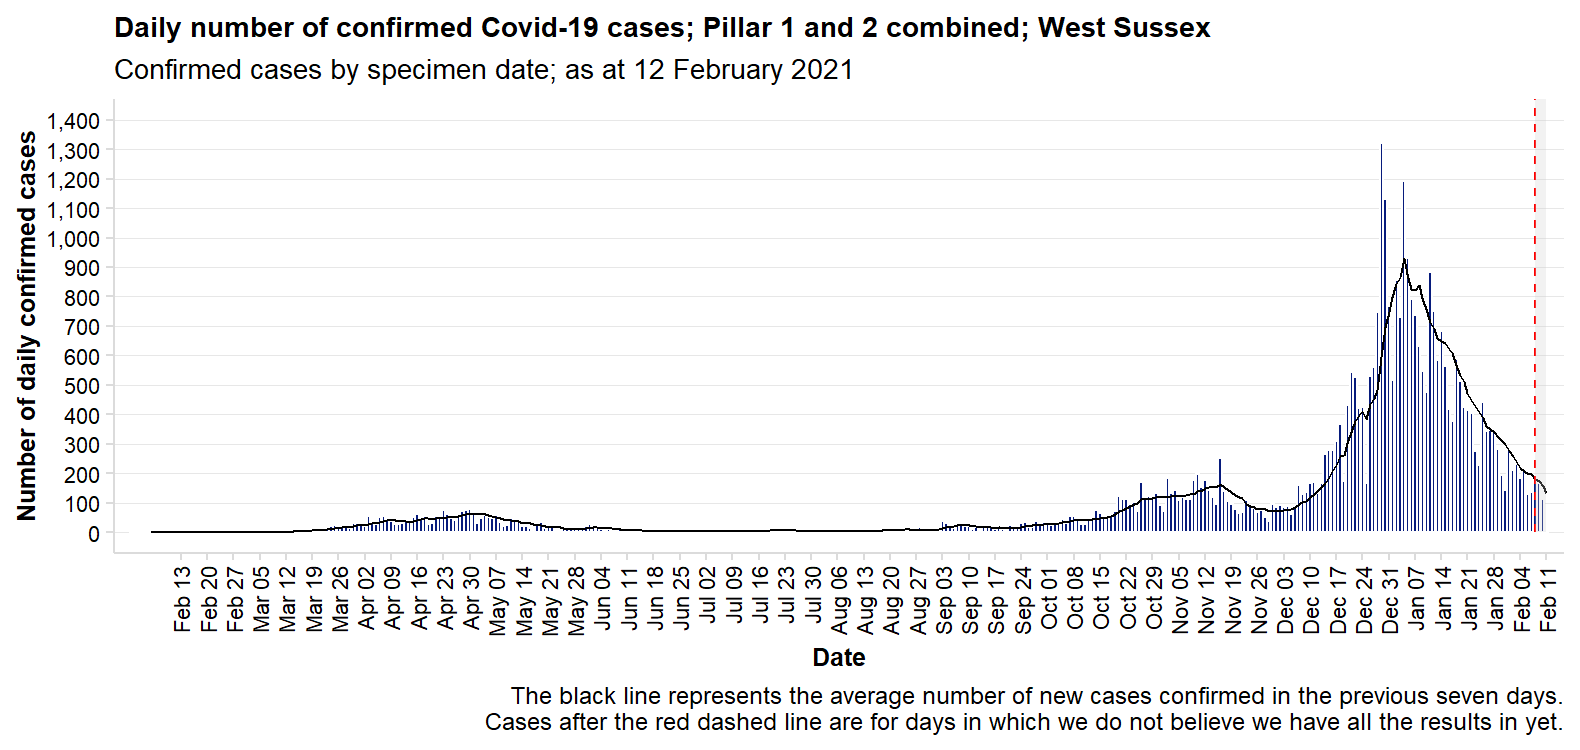 Daily number of confirmed Covid-19 cases; Pillar 1 and 2 combined; West Sussex
Confirmed cases by specimen date; as at 12 February 2021
Number of daily confirmed cases
1,400
1,300
1,200
1,100
1,000
900
800
700
600
500
400
300
200
100
0
Feb 13
Feb 20
Feb 27
Mar 05
Mar 12
Mar 19
Mar 26
Apr 02
Apr 09
Apr 16
Apr 23
Apr 30
May 07
May 14
May 21
May 28
Jun 04
Jun 11
Jun 18
Jun 25
Jul 02
Jul 09
Jul 16
Jul 23
Jul 30
Aug 06
Aug 13
Aug 20
Aug 27
Sep 03
Sep 10
Sep 17
Sep 24
Oct 01
Oct 08
Oct 15
Oct 22
Oct 29
Nov 05
Nov 12
Nov 19
Nov 26
Dec 03
Dec 10
Dec 17
Dec 24
Dec 31
Jan 07
Jan 14
Jan 21
Jan 28
Feb 04
Feb 11
Date
The black line represents the average number of new cases confirmed in the previous seven days.
Cases after the red dashed line are for days in which we do not believe we have all the results in yet.